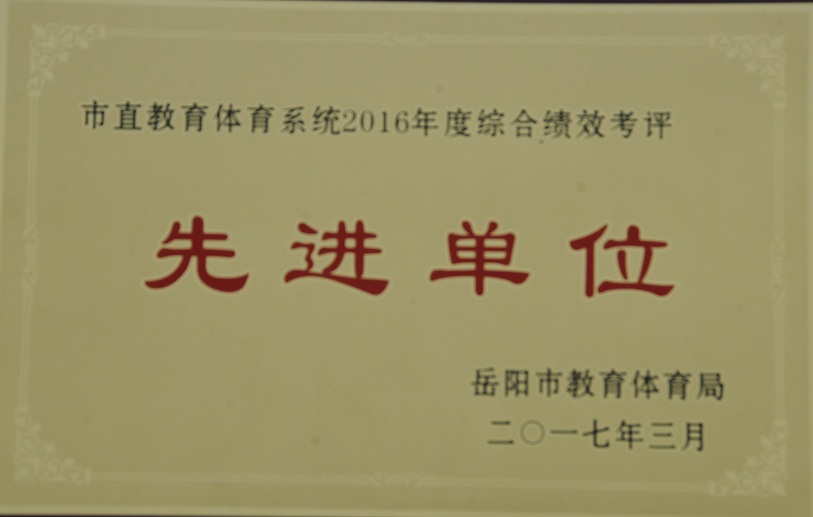 市直教育体育系统2016年度综合绩效考评
先进单位
岳阳市教育体育局
二〇一七年三月